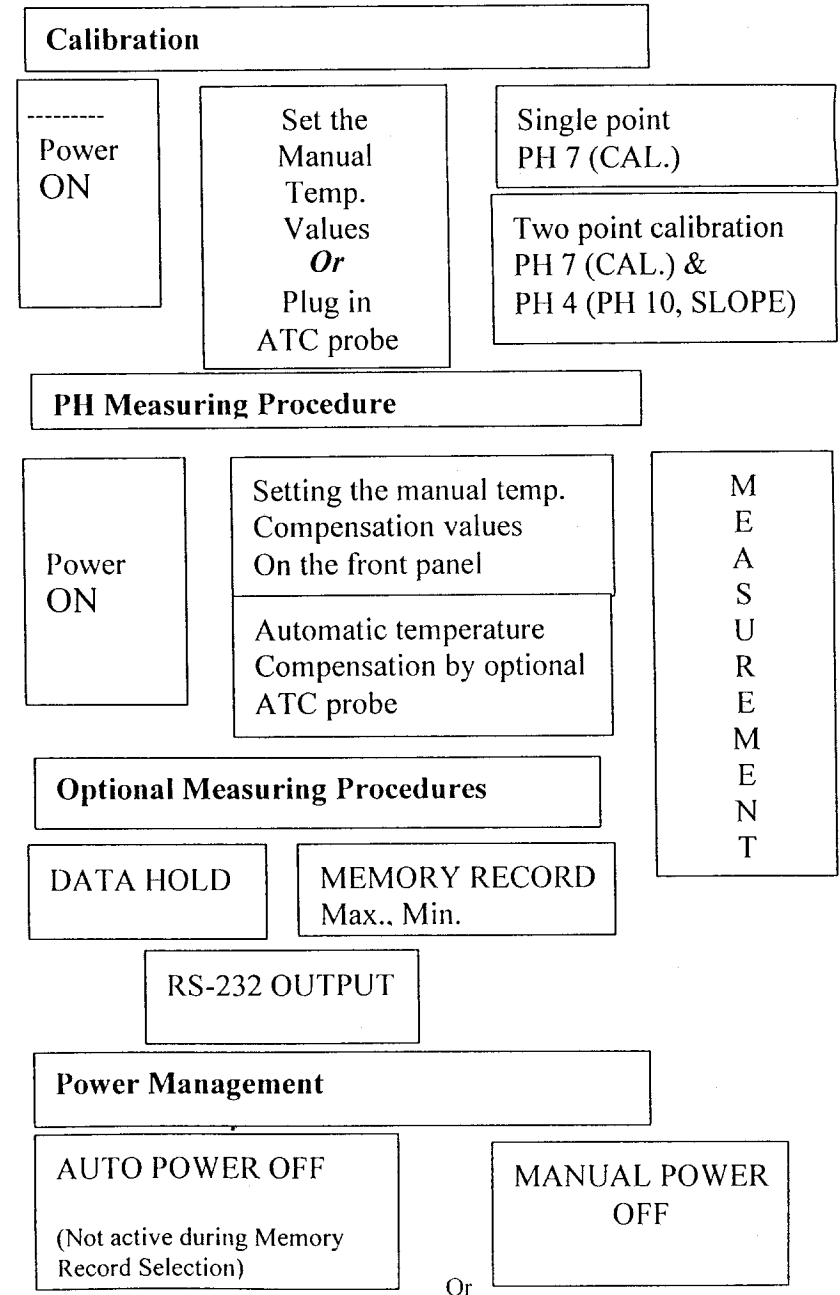 Calibration
---------
Power
ON
Set the
Manual
Temp.
Values
Or
Plug in
ATC probe
Single point
PH 7 (CAL.)
Two point calibration
PH 7 (CAL.) &
PH 4 (PH 10, SLOPE)
PH Measuring Procedure
Power
ON
Setting the manual temp.
Compensation values
On the front panel
Automatic temperature
Compensation by optional
ATC probe
M
E
A
S
U
R
E
M
E
N
T
Optional Measuring Procedures
DATA HOLD
MEMORY RECORD
Max., Min.
RS-232 OUTPUT
Power Management
AUTO POWER OFF
(Not active during Memory
Record Selection)
Or
MANUAL POWER
OFF